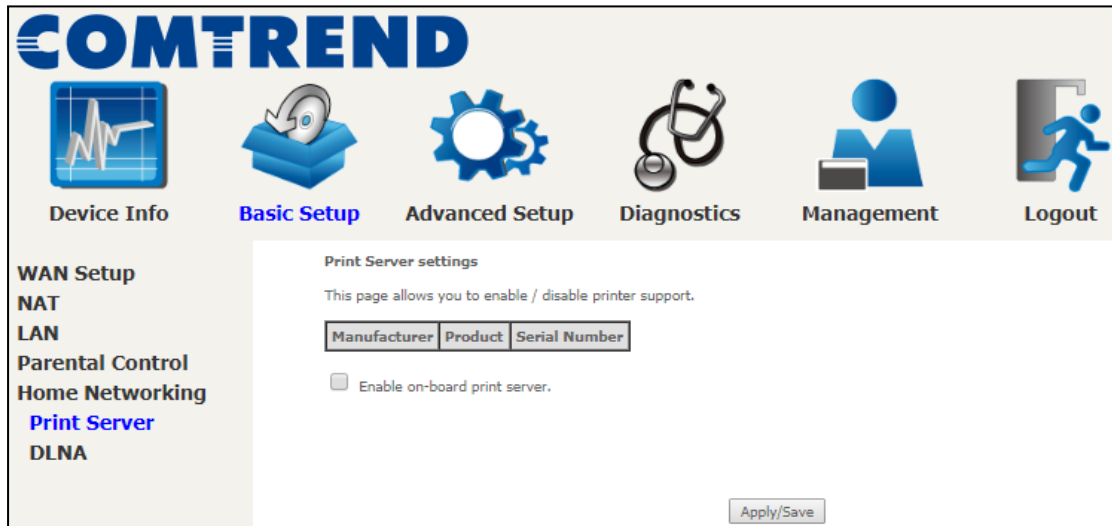 COMTREND
Device Info
Basic Setup
Advanced Setup
Diagnostics
Management
Logout
WAN Setup
NAT
LAN
Parental Control
Home Networking
Print Server
DLNA
Print Server settings
This page allows you to enable / disable printer support.
Manufacturer Product Serial Number
Enable on-board print server.
Apply/Save